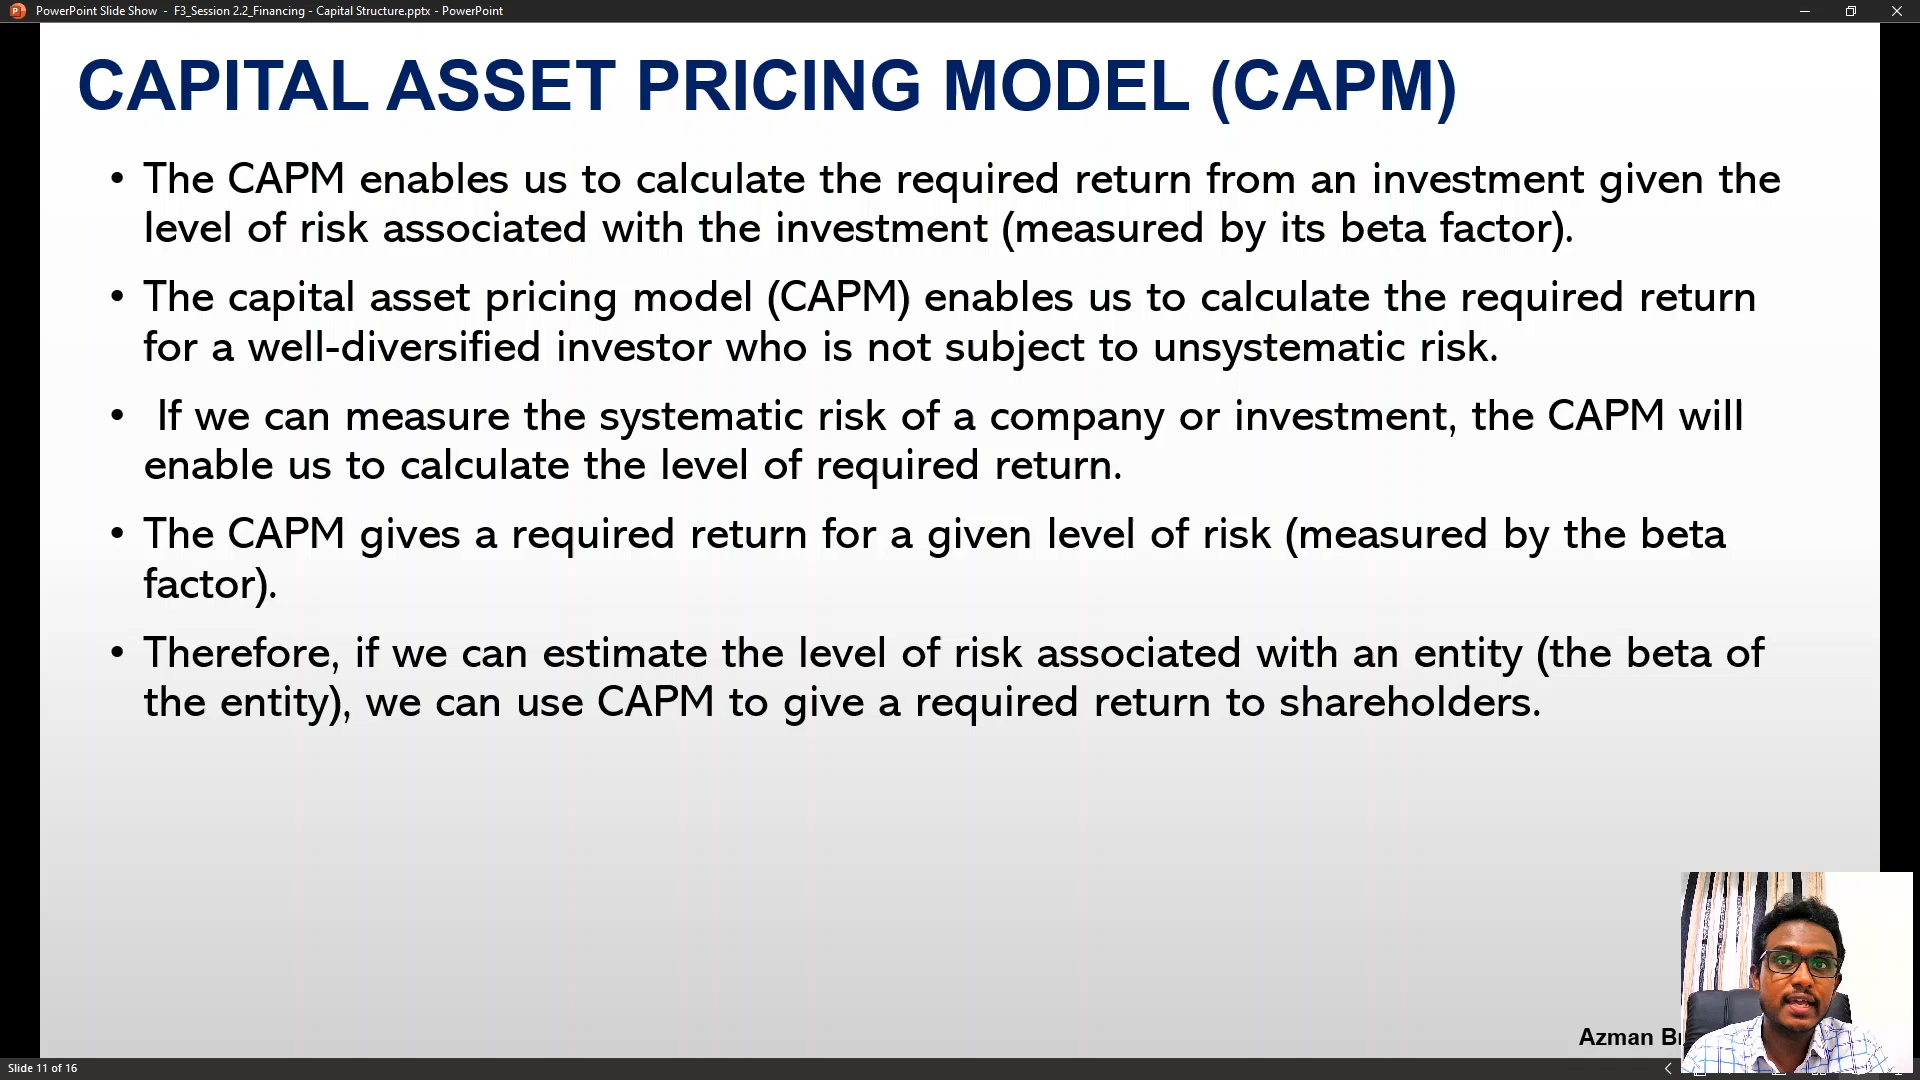 PowerPoint Slide Show - F3_Session 2.2_Financing - Capital Structure.pptx - PowerPoint
CAPITAL ASSET PRICING MODEL (CAPM)
• The CAPM enables us to calculate the required return from an investment given the
level of risk associated with the investment (measured by its beta factor).
• The capital asset pricing model (CAPM) enables us to calculate the required return
for a well-diversified investor who is not subject to unsystematic risk.
• If we can measure the systematic risk of a company or investment, the CAPM will
enable us to calculate the level of required return.
• The CAPM gives a required return for a given level of risk (measured by the beta
factor).
• Therefore, if we can estimate the level of risk associated with an entity (the beta of
the entity), we can use CAPM to give a required return to shareholders.
Azman
Slide 11 of 16